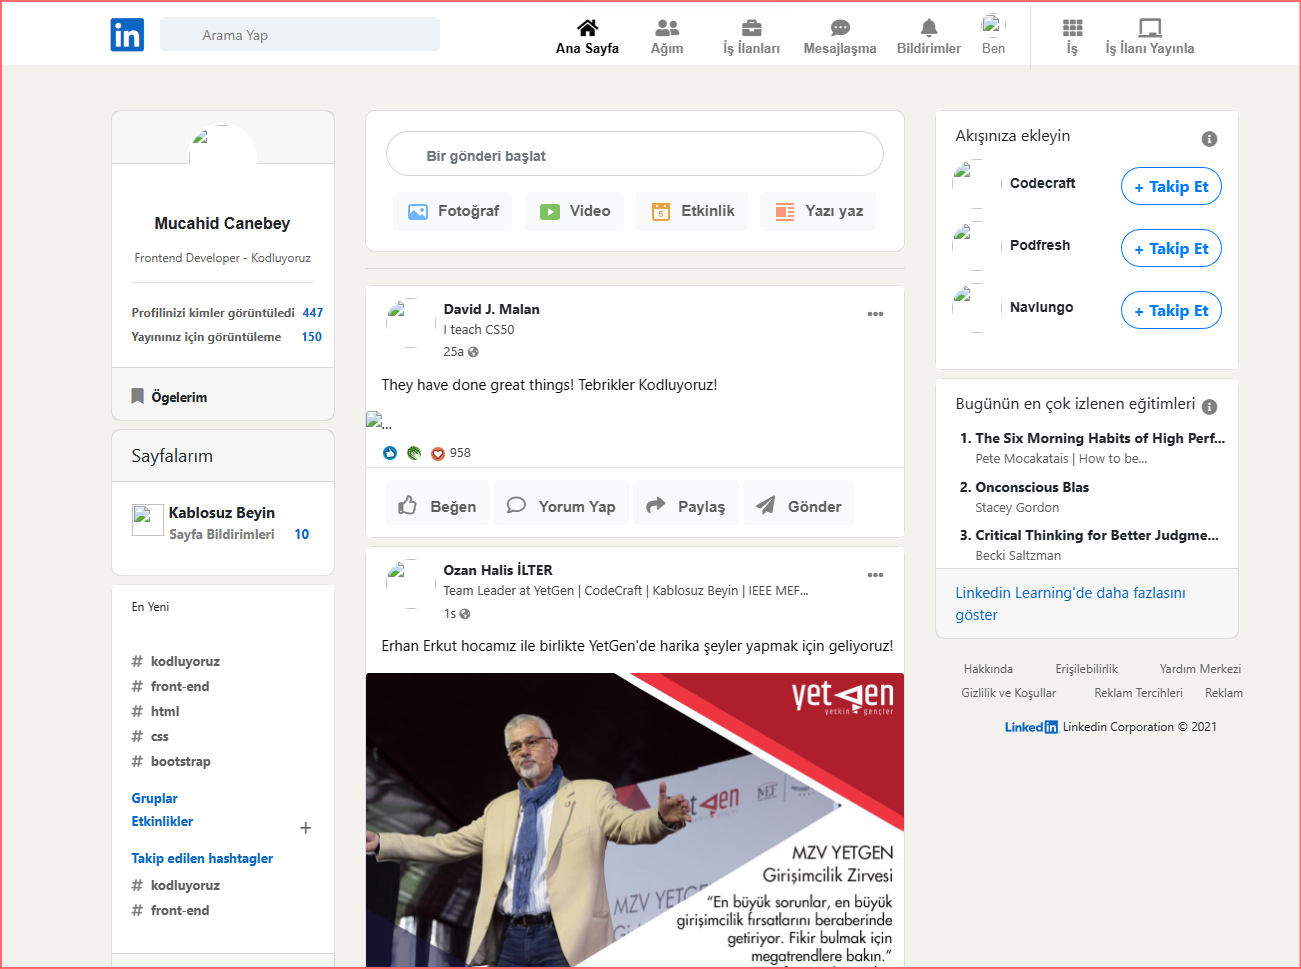 in
Arama Yap
Ana Sayfa
Ağım
İş İlanları
Mesajlaşma
Bildirimler
Ben
İş
İş İlanı Yayınla
Mucahid Canebey
Frontend Developer - Kodluyoruz
Profilinizi kimler görüntüledi 447
Yayınınız için görüntüleme 150
Ögelerim
Sayfalarım
Kablosuz Beyin
Sayfa Bildirimleri 10
En Yeni
# kodluyoruz
# front-end
# html
# css
# bootstrap
Gruplar
Etkinlikler
+
Takip edilen hashtagler
# kodluyoruz
# front-end
Bir gönderi başlat
Fotoğraf
Video
5
Etkinlik
Yazı yaz
David J. Malan
I teach CS50
25a
They have done great things! Tebrikler Kodluyoruz!
...
958
Beğen
Yorum Yap
Paylaş
Gönder
Ozan Halis İLTER
Team Leader at YetGen | CodeCraft | Kablosuz Beyin | IEEE MEF...
1s
Erhan Erkut hocamız ile birlikte YetGen'de harika şeyler yapmak için geliyoruz!
yetgen
yetkin gençler
MEF
MZV YETGEN
Girişimcilik Zirvesi
MZV YETG
"En büyük sorunlar, en büyük
girişimcilik fırsatlarını beraberinde
getiriyor. Fikir bulmak için
megatrendlere bakın."
Akışınıza ekleyin
Codecraft
+ Takip Et
Podfresh
+ Takip Et
Navlungo
+ Takip Et
Bugünün en çok izlenen eğitimleri
1. The Six Morning Habits of High Perf...
Pete Mocakatais | How to be...
2. Onconscious Blas
Stacey Gordon
3. Critical Thinking for Better Judgme...
Becki Saltzman
Linkedin Learning'de daha fazlasını
göster
Hakkında
Erişilebilirlik
Yardım Merkezi
Gizlilik ve Koşullar
Reklam Tercihleri
Reklam
Linked in Linkedin Corporation © 2021